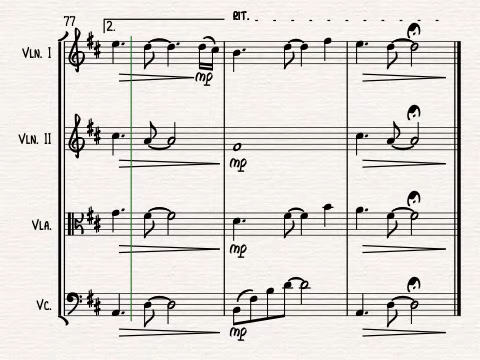 77
2.
RIT.
VLN. I
mp
VLN. II
mp
VLA.
mp
VC.
mp